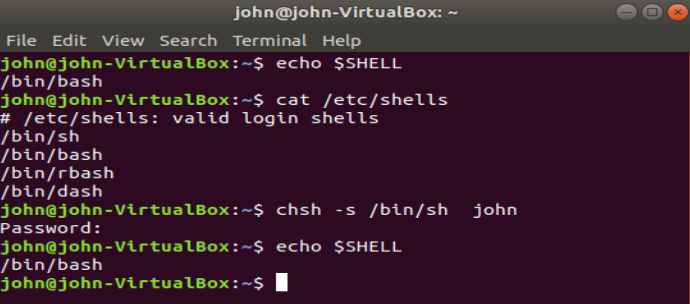 john@john-VirtualBox: ~
File Edit View Search Terminal Help
john@john-VirtualBox:~$ echo $SHELL
/bin/bash
john@john-VirtualBox:~$ cat /etc/shells
# /etc/shells: valid login shells
/bin/sh
/bin/bash
/bin/rbash
/bin/dash
john@john-VirtualBox:~$ chsh -s /bin/sh  john
Password:
john@john-VirtualBox:~$ echo $SHELL
/bin/bash
john@john-VirtualBox:~$